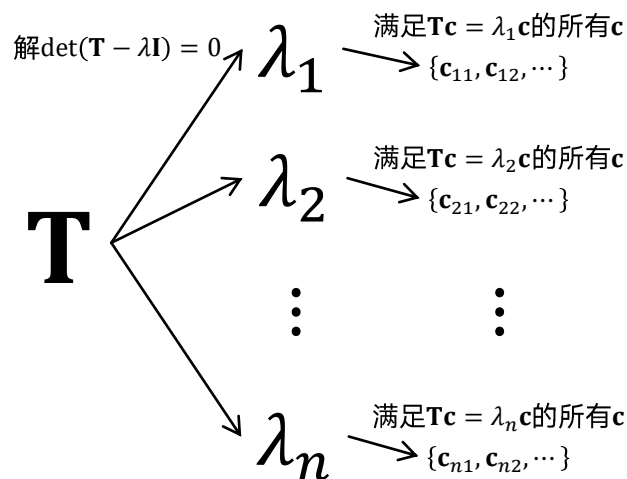 满足𝐓𝐜 = λ₁𝐜的所有𝐜
解det(𝐓 − λ𝐈) = 0
λ₁
{𝐜₁₁, 𝐜₁₂, ⋯ }
满足𝐓𝐜 = λ₂𝐜的所有𝐜
λ₂
{𝐜₂₁, 𝐜₂₂, ⋯ }
𝐓
⋮ ⋮
满足𝐓𝐜 = λₙ𝐜的所有𝐜
λₙ
{𝐜ₙ₁, 𝐜ₙ₂, ⋯ }